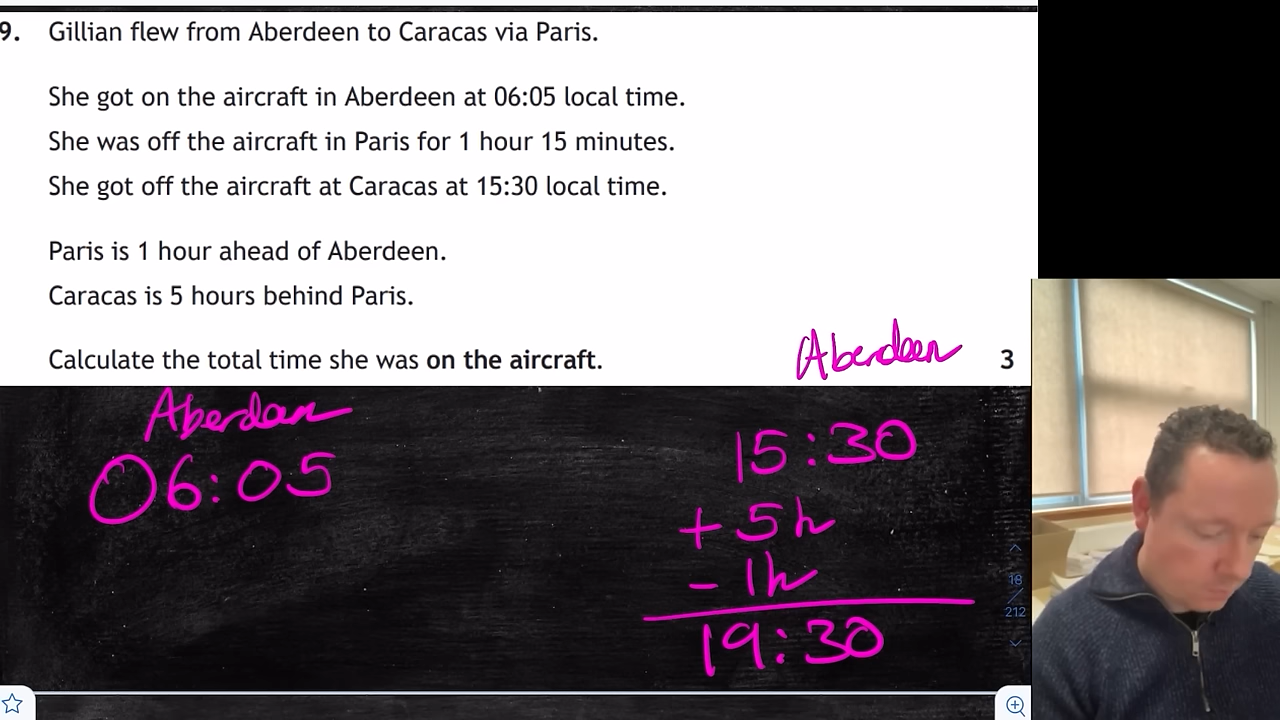 9. Gillian flew from Aberdeen to Caracas via Paris.
She got on the aircraft in Aberdeen at 06:05 local time.
She was off the aircraft in Paris for 1 hour 15 minutes.
She got off the aircraft at Caracas at 15:30 local time.
Paris is 1 hour ahead of Aberdeen.
Caracas is 5 hours behind Paris.
Calculate the total time she was on the aircraft.
Aberdeen
3
Aberdeen
06:05
15:30
+ 5h
- 1h
19:30
18
212